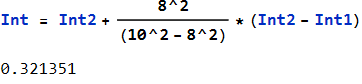 8^2
Int = Int2 + ────── * (Int2 - Int1)
(10^2 - 8^2)
0.321351